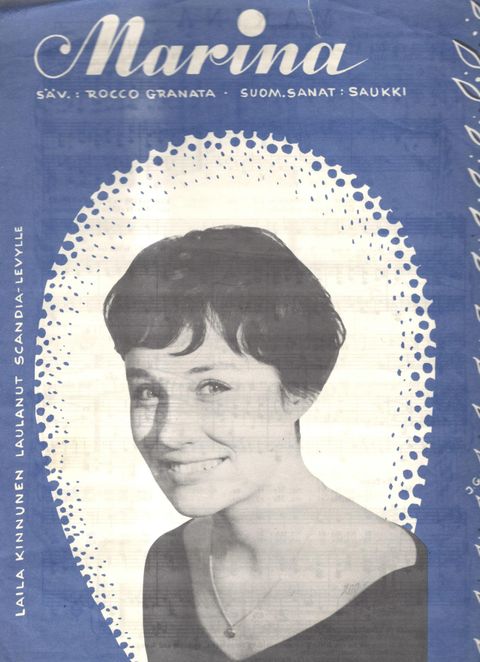 Marina
SÄV.: ROCCO GRANATA · SUOM.SANAT: SAUKKI
LAILA KINNUNEN LAULANUT SCANDIA-LEVYLLE